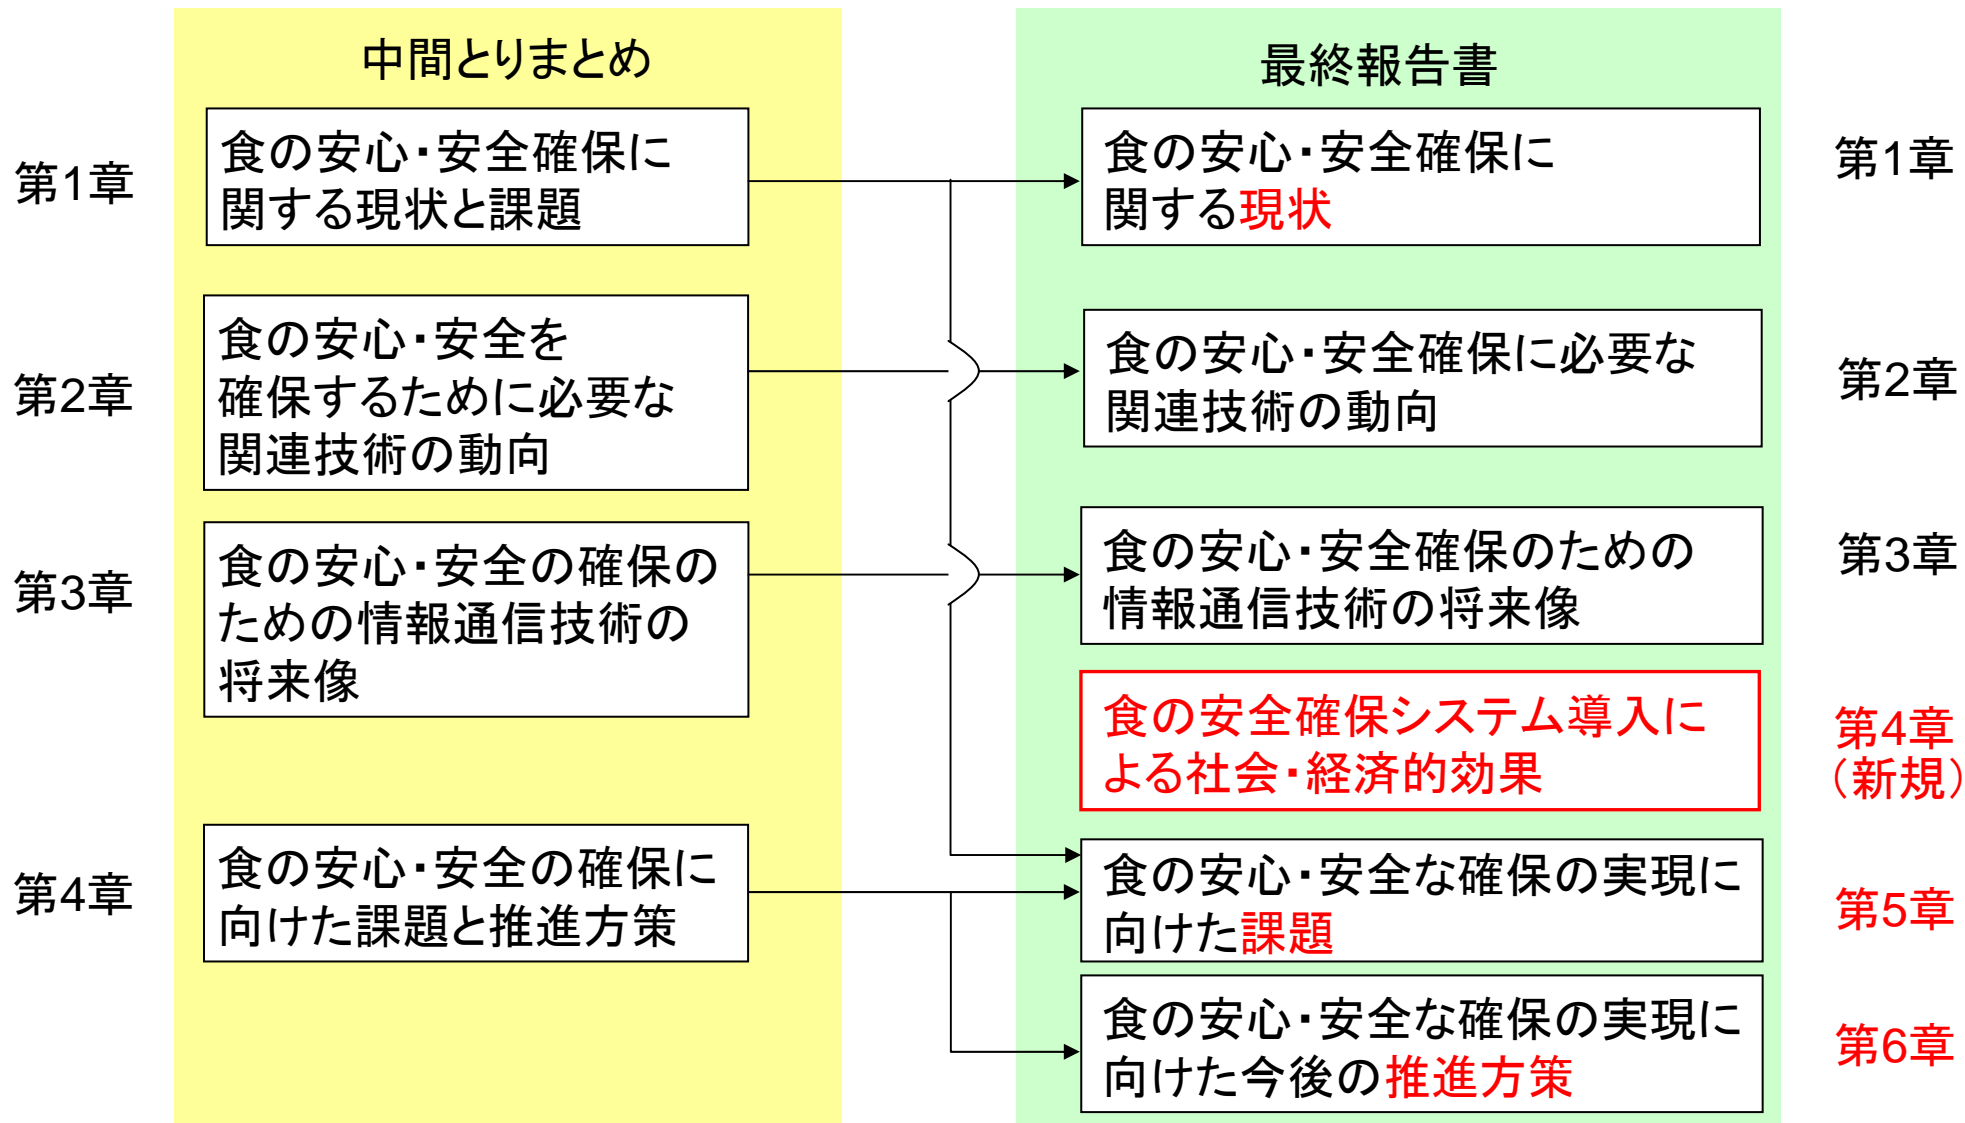 中間とりまとめ
第1章
食の安心・安全確保に
関する現状と課題
第2章
食の安心・安全を
確保するために必要な
関連技術の動向
第3章
食の安心・安全の確保の
ための情報通信技術の
将来像
第4章
食の安心・安全の確保に
向けた課題と推進方策
最終報告書
食の安心・安全確保に
関する現状
第1章
食の安心・安全確保に必要な
関連技術の動向
第2章
食の安心・安全確保のための
情報通信技術の将来像
第3章
食の安全確保システム導入に
よる社会・経済的効果
第4章
（新規）
食の安心・安全な確保の実現に
向けた課題
第5章
食の安心・安全な確保の実現に
向けた今後の推進方策
第6章